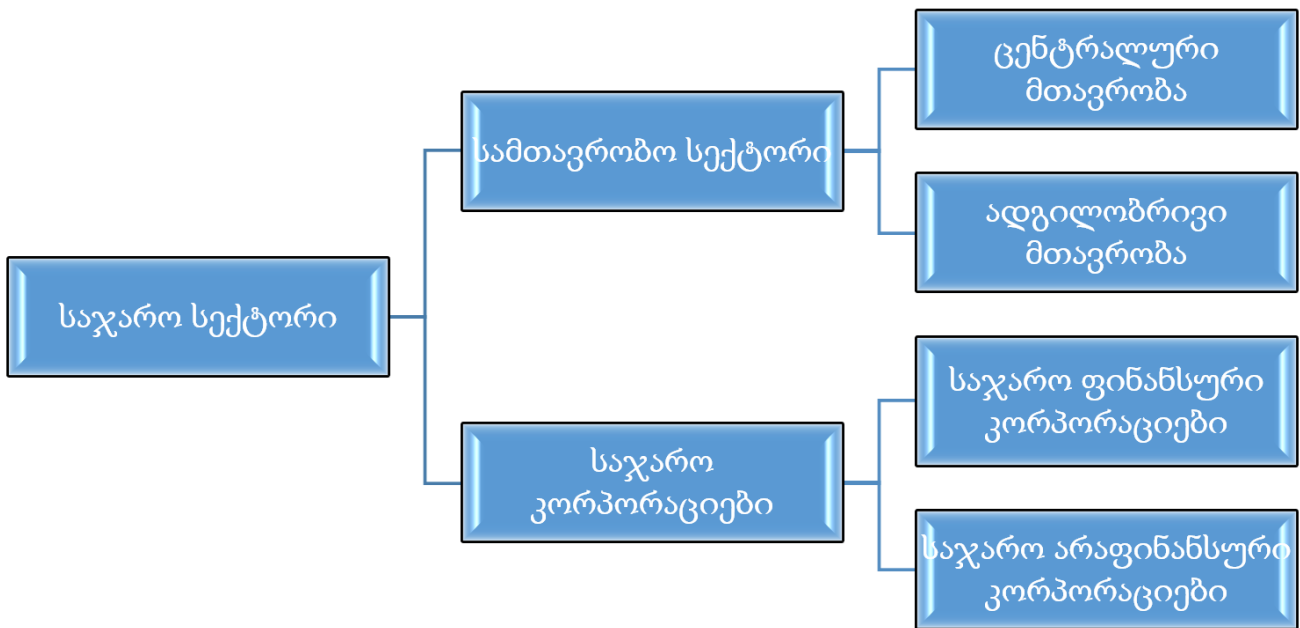 საჯარო სექტორი
სამთავრობო სექტორი
ცენტრალური
მთავრობა
ადგილობრივი
მთავრობა
საჯარო
კორპორაციები
საჯარო ფინანსური
კორპორაციები
საჯარო არაფინანსური
კორპორაციები